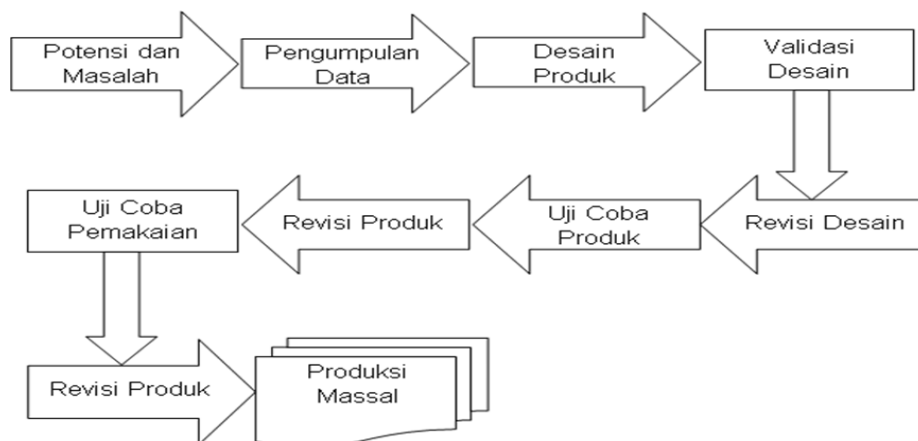 Potensi dan
Masalah
Pengumpulan
Data
Desain
Produk
Validasi
Desain
Revisi Desain
Uji Coba
Produk
Revisi Produk
Uji Coba
Pemakaian
Revisi Produk
Produksi
Massal